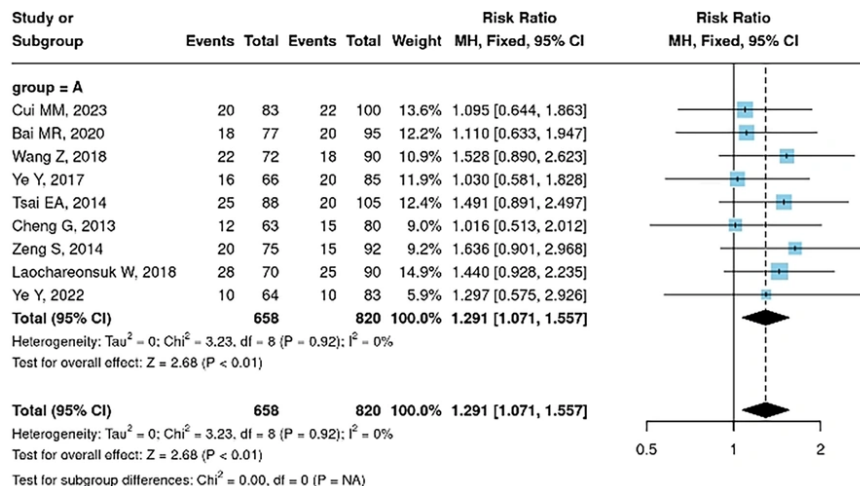 Study or Risk Ratio Risk Ratio
Subgroup Events Total Events Total Weight MH, Fixed, 95% CI MH, Fixed, 95% CI
group = A
Cui MM, 2023 20 83 22 100 13.6% 1.095 [0.644, 1.863]
Bai MR, 2020 18 77 20 95 12.2% 1.110 [0.633, 1.947]
Wang Z, 2018 22 72 18 90 10.9% 1.528 [0.890, 2.623]
Ye Y, 2017 16 66 20 85 11.9% 1.030 [0.581, 1.828]
Tsai EA, 2014 25 88 20 105 12.4% 1.491 [0.891, 2.497]
Cheng G, 2013 12 63 15 80 9.0% 1.016 [0.513, 2.012]
Zeng S, 2014 20 75 15 92 9.2% 1.636 [0.901, 2.968]
Laochareonsuk W, 2018 28 70 25 90 14.9% 1.440 [0.928, 2.235]
Ye Y, 2022 10 64 10 83 5.9% 1.297 [0.575, 2.926]
Total (95% CI) 658 820 100.0% 1.291 [1.071, 1.557]
Heterogeneity: Tau² = 0; Chi² = 3.23, df = 8 (P = 0.92); I² = 0%
Test for overall effect: Z = 2.68 (P < 0.01)
Total (95% CI) 658 820 100.0% 1.291 [1.071, 1.557]
Heterogeneity: Tau² = 0; Chi² = 3.23, df = 8 (P = 0.92); I² = 0%
Test for overall effect: Z = 2.68 (P < 0.01)
0.5 1 2
Test for subgroup differences: Chi² = 0.00, df = 0 (P = NA)